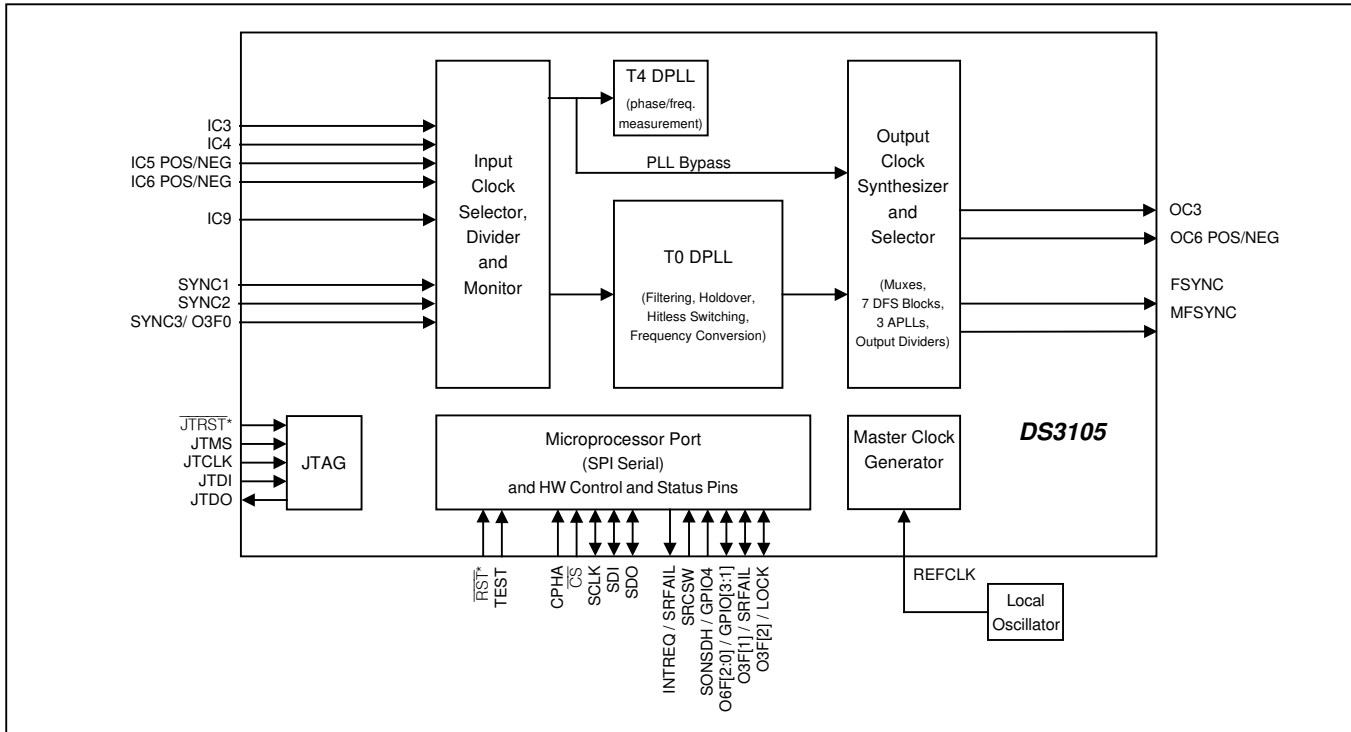 IC3
IC4
IC5 POS/NEG
IC6 POS/NEG
IC9
SYNC1
SYNC2
SYNC3/ O3F0
Input
Clock
Selector,
Divider
and
Monitor
T4 DPLL
(phase/freq.
measurement)
PLL Bypass
T0 DPLL
(Filtering, Holdover,
Hitless Switching,
Frequency Conversion)
Output
Clock
Synthesizer
and
Selector
(Muxes,
7 DFS Blocks,
3 APLLs,
Output Dividers)
OC3
OC6 POS/NEG
FSYNC
MFSYNC
JTRST*
JTMS
JTCLK
JTDI
JTDO
JTAG
Microprocessor Port
(SPI Serial)
and HW Control and Status Pins
Master Clock
Generator
DS3105
RST*
TEST
CPHA
CS
SCLK
SDI
SDO
INTREQ / SRFAIL
SRCSW
SONSDH / GPIO4
O6F[2:0] / GPIO[3:1]
O3F[1] / SRFAIL
O3F[2] / LOCK
REFCLK
Local
Oscillator